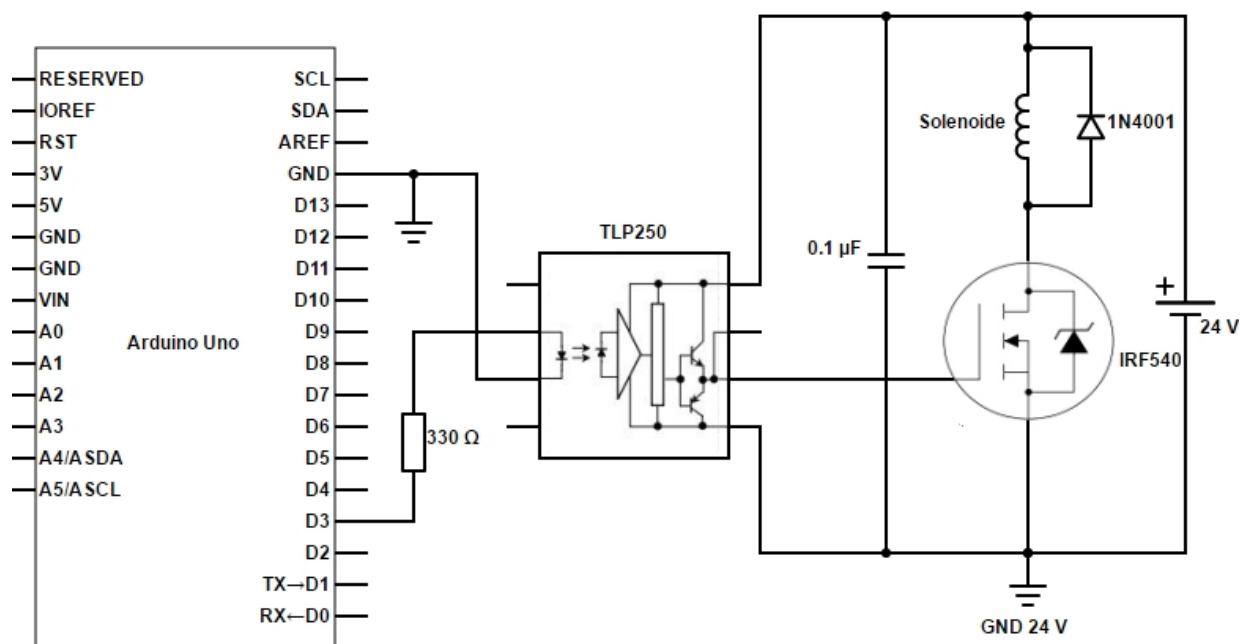 RESERVED
IOREF
RST
3V
5V
GND
GND
VIN
A0
A1
A2
A3
A4/ASDA
A5/ASCL
Arduino Uno
SCL
SDA
AREF
GND
D13
D12
D11
D10
D9
D8
D7
D6
D5
D4
D3
D2
TX→D1
RX←D0
330 Ω
TLP250
0.1 µF
Solenoide
1N4001
IRF540
+
24 V
GND 24 V